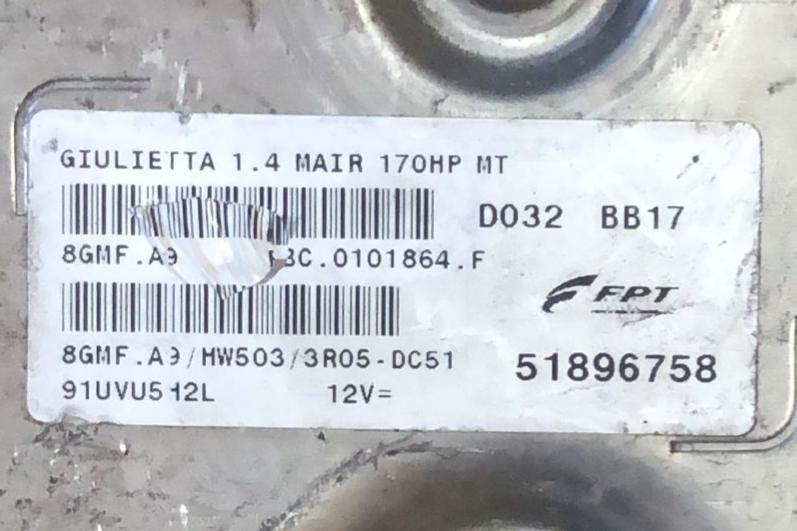 GIULIETTA 1.4 MAIR 170HP MT
D032 BB17
8GMF.A9 BC.0101864.F
FPT
8GMF.A9/HW503/3R05-DC51
51896758
91UVU512L 12V=